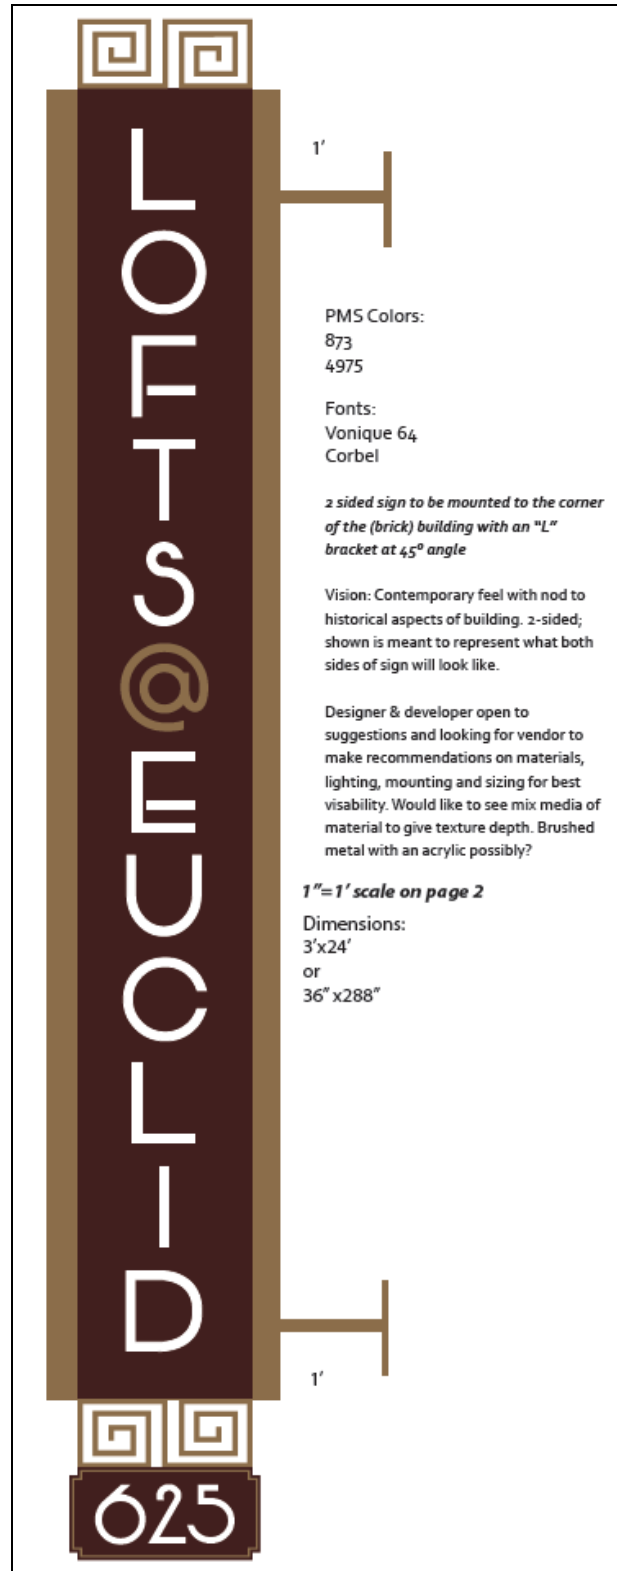 L
O
F
T
S
@
E
U
C
L
I
D
625
1′
PMS Colors:
873
4975
Fonts:
Vonique 64
Corbel
2 sided sign to be mounted to the corner
of the (brick) building with an “L”
bracket at 45º angle
Vision: Contemporary feel with nod to
historical aspects of building. 2-sided;
shown is meant to represent what both
sides of sign will look like.
Designer & developer open to
suggestions and looking for vendor to
make recommendations on materials,
lighting, mounting and sizing for best
visability. Would like to see mix media of
material to give texture depth. Brushed
metal with an acrylic possibly?
1″=1′ scale on page 2
Dimensions:
3′x24′
or
36″ x288″
1′